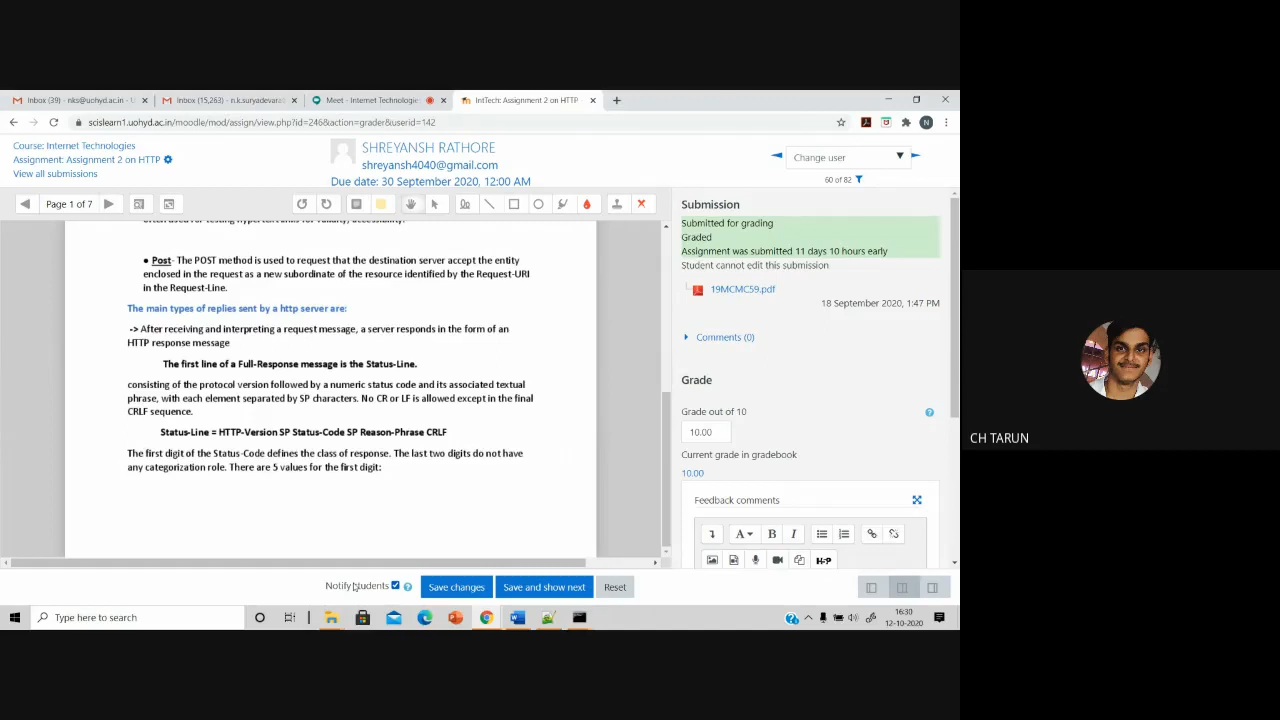 Inbox (39) - nks@uohyd.ac.in -
Inbox (15,263) - n.k.suryadevara
Meet - Internet Technologies
IntTech: Assignment 2 on HTTP
scislearn1.uohyd.ac.in/moodle/mod/assign/view.php?id=246&action=grader&userid=142
N
Course: Internet Technologies
Assignment: Assignment 2 on HTTP
View all submissions
SHREYANSH RATHORE
shreyansh4040@gmail.com
Due date: 30 September 2020, 12:00 AM
Change user
60 of 82
Page 1 of 7
● Post- The POST method is used to request that the destination server accept the entity
enclosed in the request as a new subordinate of the resource identified by the Request-URI
in the Request-Line.
The main types of replies sent by a http server are:
-> After receiving and interpreting a request message, a server responds in the form of an
HTTP response message
The first line of a Full-Response message is the Status-Line.
consisting of the protocol version followed by a numeric status code and its associated textual
phrase, with each element separated by SP characters. No CR or LF is allowed except in the final
CRLF sequence.
Status-Line = HTTP-Version SP Status-Code SP Reason-Phrase CRLF
The first digit of the Status-Code defines the class of response. The last two digits do not have
any categorization role. There are 5 values for the first digit:
Submission
Submitted for grading
Graded
Assignment was submitted 11 days 10 hours early
Student cannot edit this submission
19MCMC59.pdf
18 September 2020, 1:47 PM
Comments (0)
Grade
Grade out of 10
10.00
Current grade in gradebook
10.00
Feedback comments
A
B
I
H-P
Notify students
Save changes
Save and show next
Reset
Type here to search
16:30
12-10-2020
CH TARUN